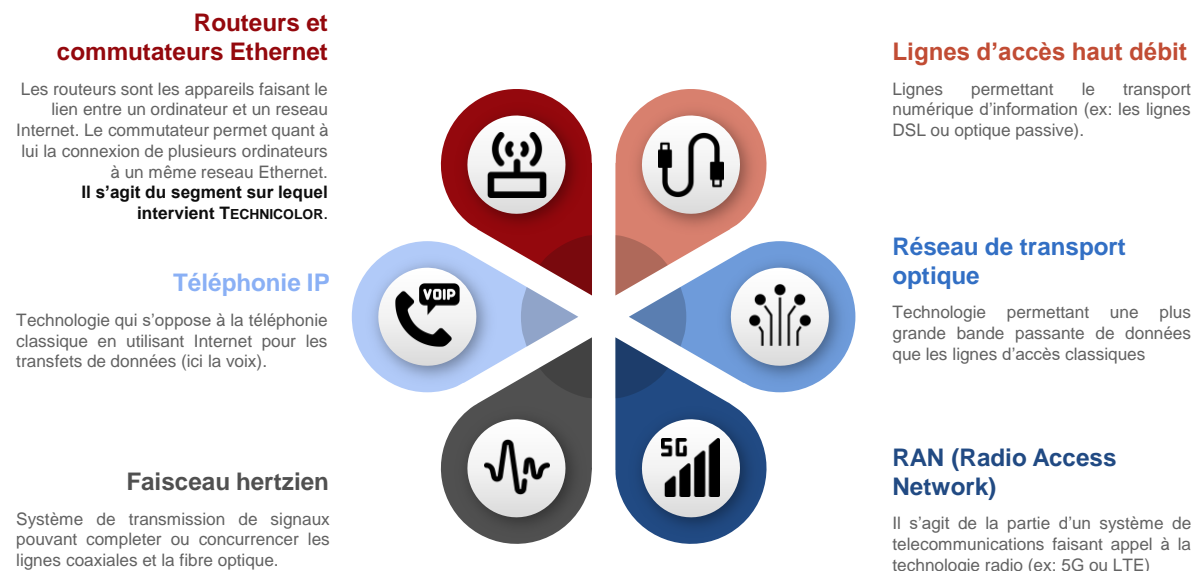 Routeurs et
commutateurs Ethernet
Les routeurs sont les appareils faisant le
lien entre un ordinateur et un reseau
Internet. Le commutateur permet quant à
lui la connexion de plusieurs ordinateurs
à un même reseau Ethernet.
Il s’agit du segment sur lequel
intervient TECHNICOLOR.
Téléphonie IP
Technologie qui s’oppose à la téléphonie
classique en utilisant Internet pour les
transfets de données (ici la voix).
Faisceau hertzien
Système de transmission de signaux
pouvant completer ou concurrencer les
lignes coaxiales et la fibre optique.
VOIP
5G
Lignes d’accès haut débit
Lignes permettant le transport
numérique d’information (ex: les lignes
DSL ou optique passive).
Réseau de transport
optique
Technologie permettant une plus
grande bande passante de données
que les lignes d’accès classiques
RAN (Radio Access
Network)
Il s’agit de la partie d’un système de
telecommunications faisant appel à la
technologie radio (ex: 5G ou LTE)